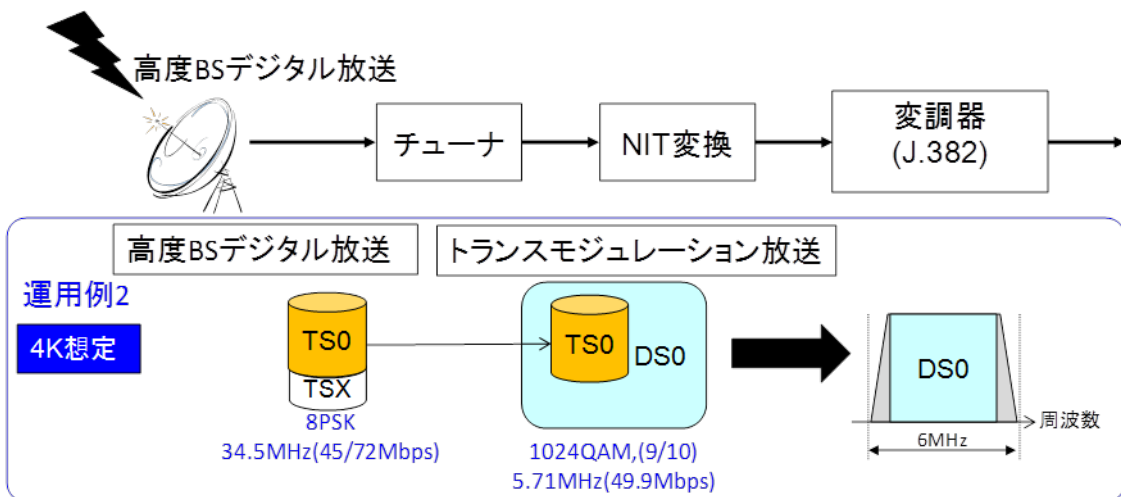 高度BSデジタル放送
チューナ
NIT変換
変調器
(J.382)
高度BSデジタル放送
トランスモジュレーション放送
運用例2
4K想定
TS0
TSX
8PSK
34.5MHz(45/72Mbps)
TS0
DS0
1024QAM,(9/10)
5.71MHz(49.9Mbps)
DS0
周波数
6MHz